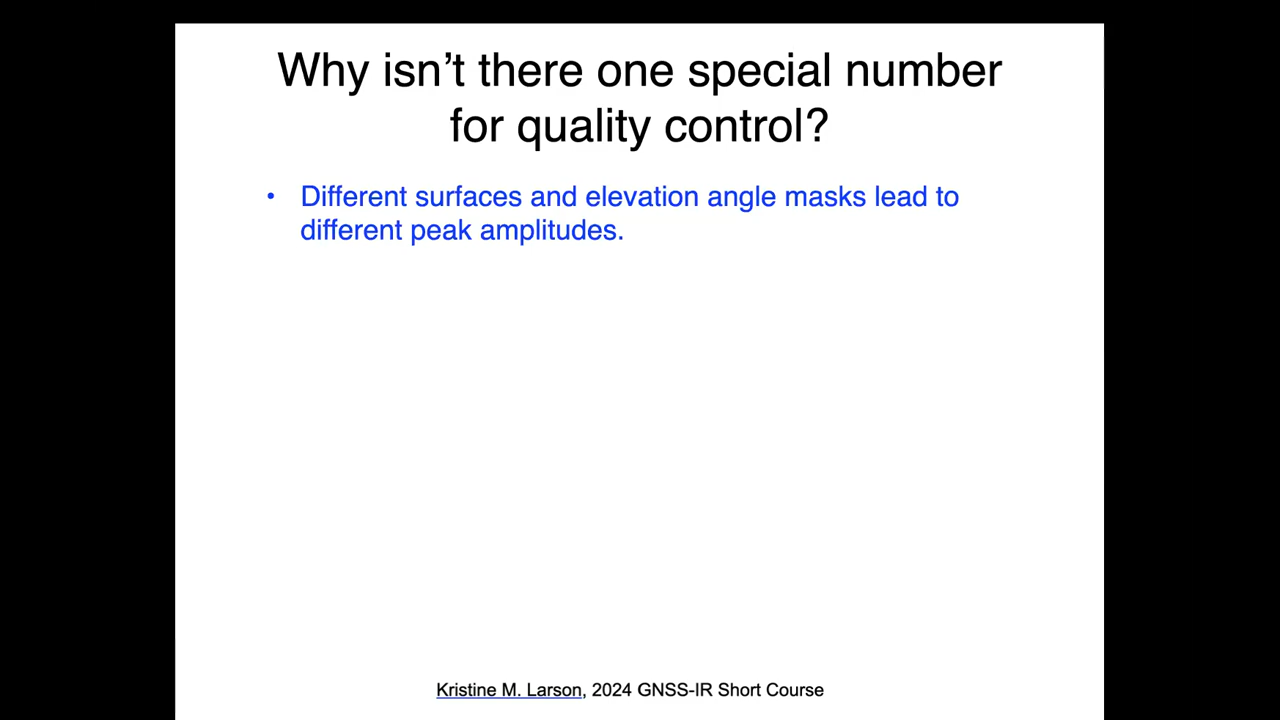 Why isn't there one special number
for quality control?
• Different surfaces and elevation angle masks lead to
different peak amplitudes.
Kristine M. Larson, 2024 GNSS-IR Short Course